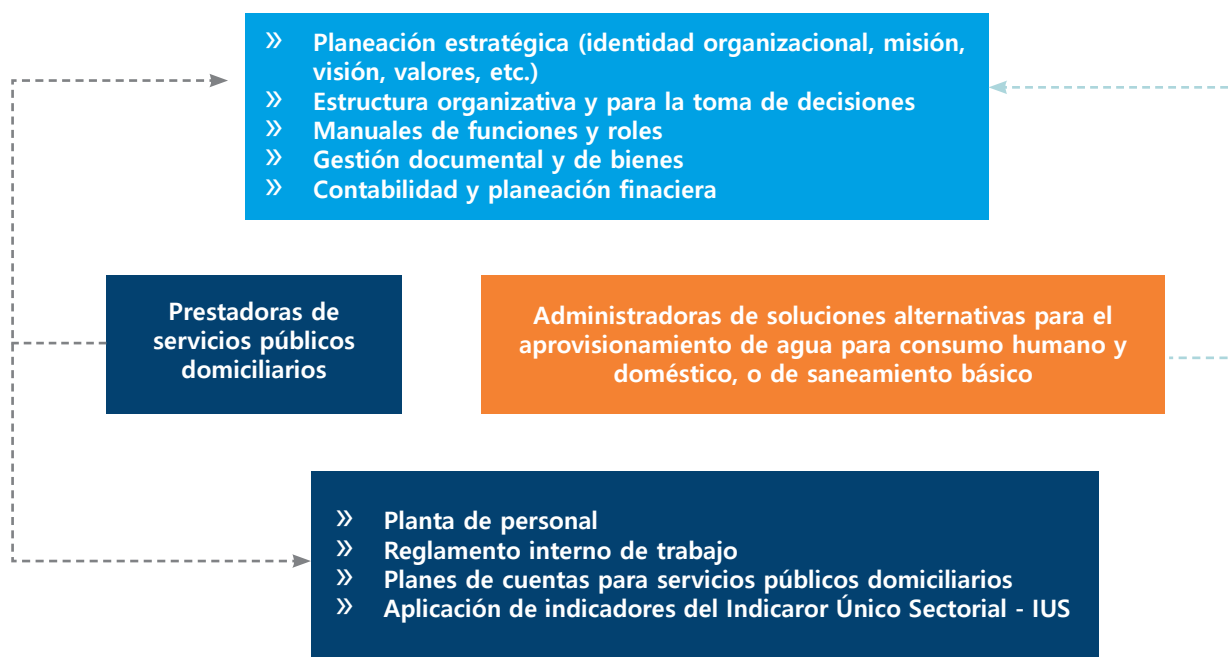 » Planeación estratégica (identidad organizacional, misión,
visión, valores, etc.)
» Estructura organizativa y para la toma de decisiones
» Manuales de funciones y roles
» Gestión documental y de bienes
» Contabilidad y planeación finaciera
Prestadoras de
servicios públicos
domiciliarios
Administradoras de soluciones alternativas para el
aprovisionamiento de agua para consumo humano y
doméstico, o de saneamiento básico
» Planta de personal
» Reglamento interno de trabajo
» Planes de cuentas para servicios públicos domiciliarios
» Aplicación de indicadores del Indicaror Único Sectorial - IUS